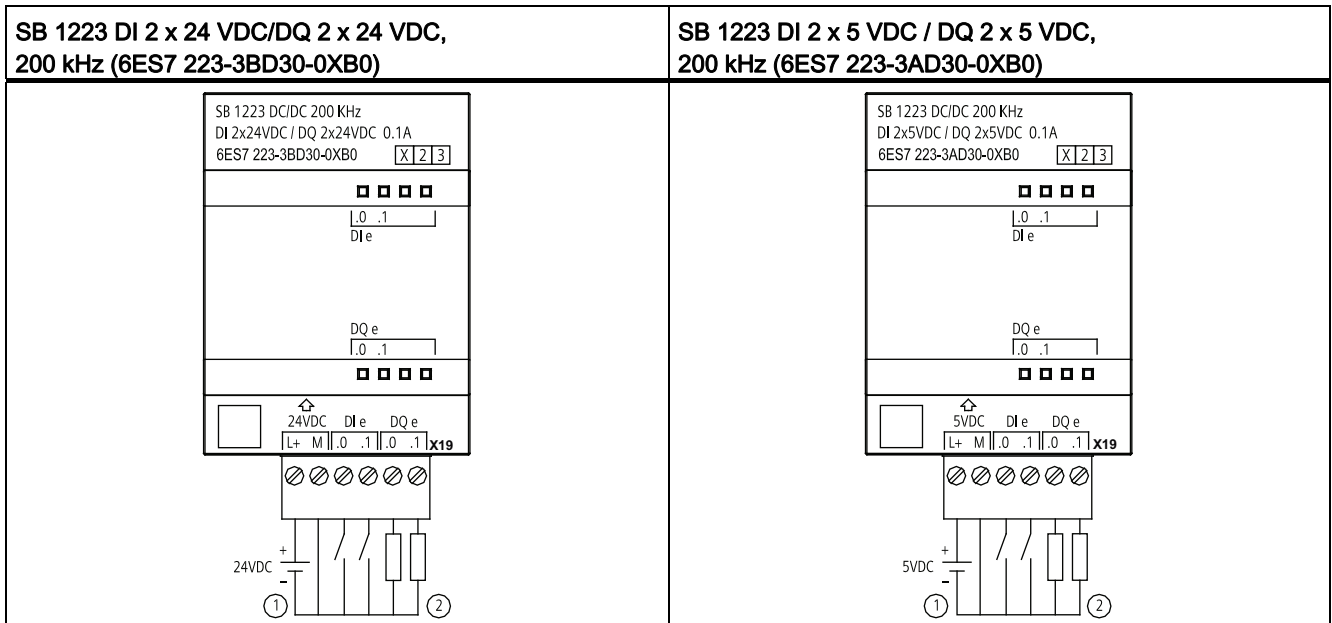 SB 1223 DI 2 x 24 VDC/DQ 2 x 24 VDC,
200 kHz (6ES7 223-3BD30-0XB0)
SB 1223 DI 2 x 5 VDC / DQ 2 x 5 VDC,
200 kHz (6ES7 223-3AD30-0XB0)
SB 1223 DC/DC 200 KHz
DI 2x24VDC / DQ 2x24VDC 0.1A
6ES7 223-3BD30-0XB0 X 2 3
.0 .1
DI e
DQ e
.0 .1
24VDC DI e DQ e
L+ M .0 .1 .0 .1 X19
+
24VDC
−
① ②
SB 1223 DC/DC 200 KHz
DI 2x5VDC / DQ 2x5VDC 0.1A
6ES7 223-3AD30-0XB0 X 2 3
.0 .1
DI e
DQ e
.0 .1
5VDC DI e DQ e
L+ M .0 .1 .0 .1 X19
+
5VDC
−
① ②